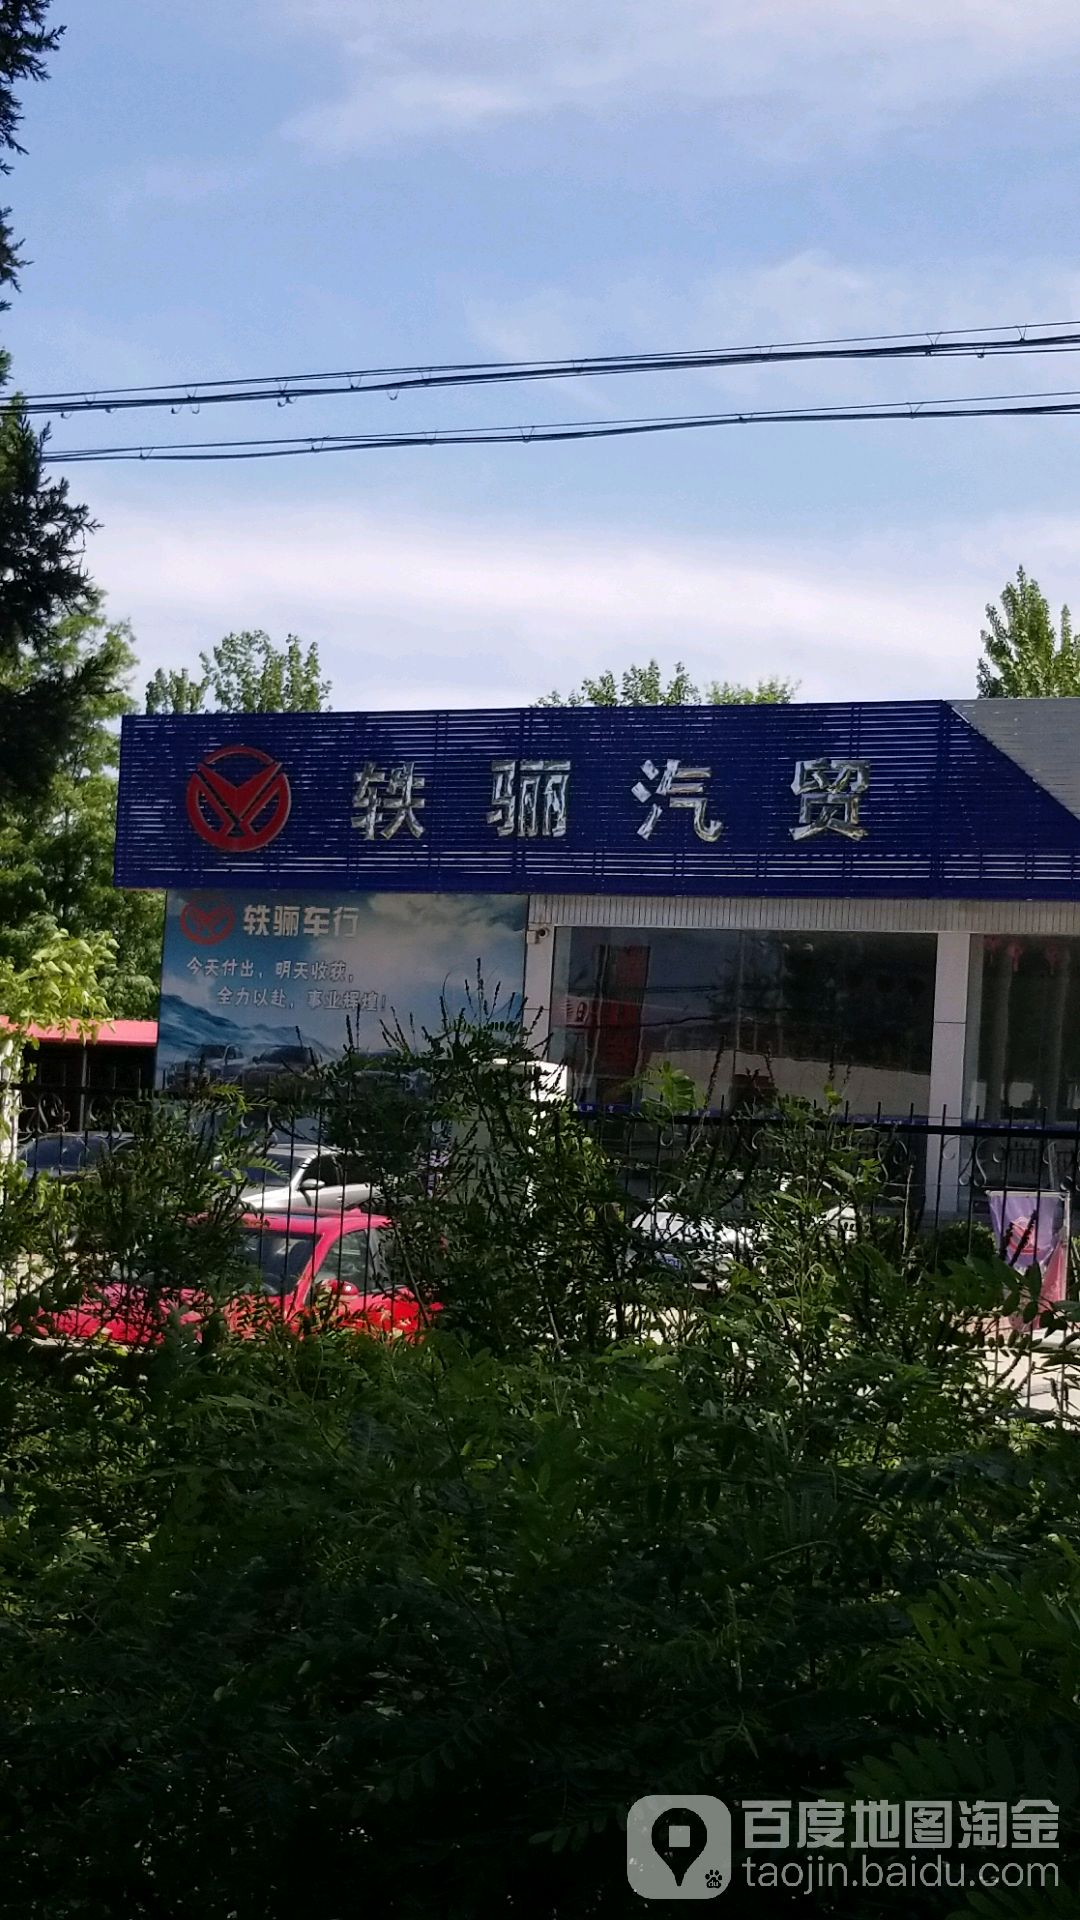 轶骊汽贸
轶骊车行
今天付出，明天收获，
全力以赴，事业辉煌！
百度地图淘金
du
taojin.baidu.com